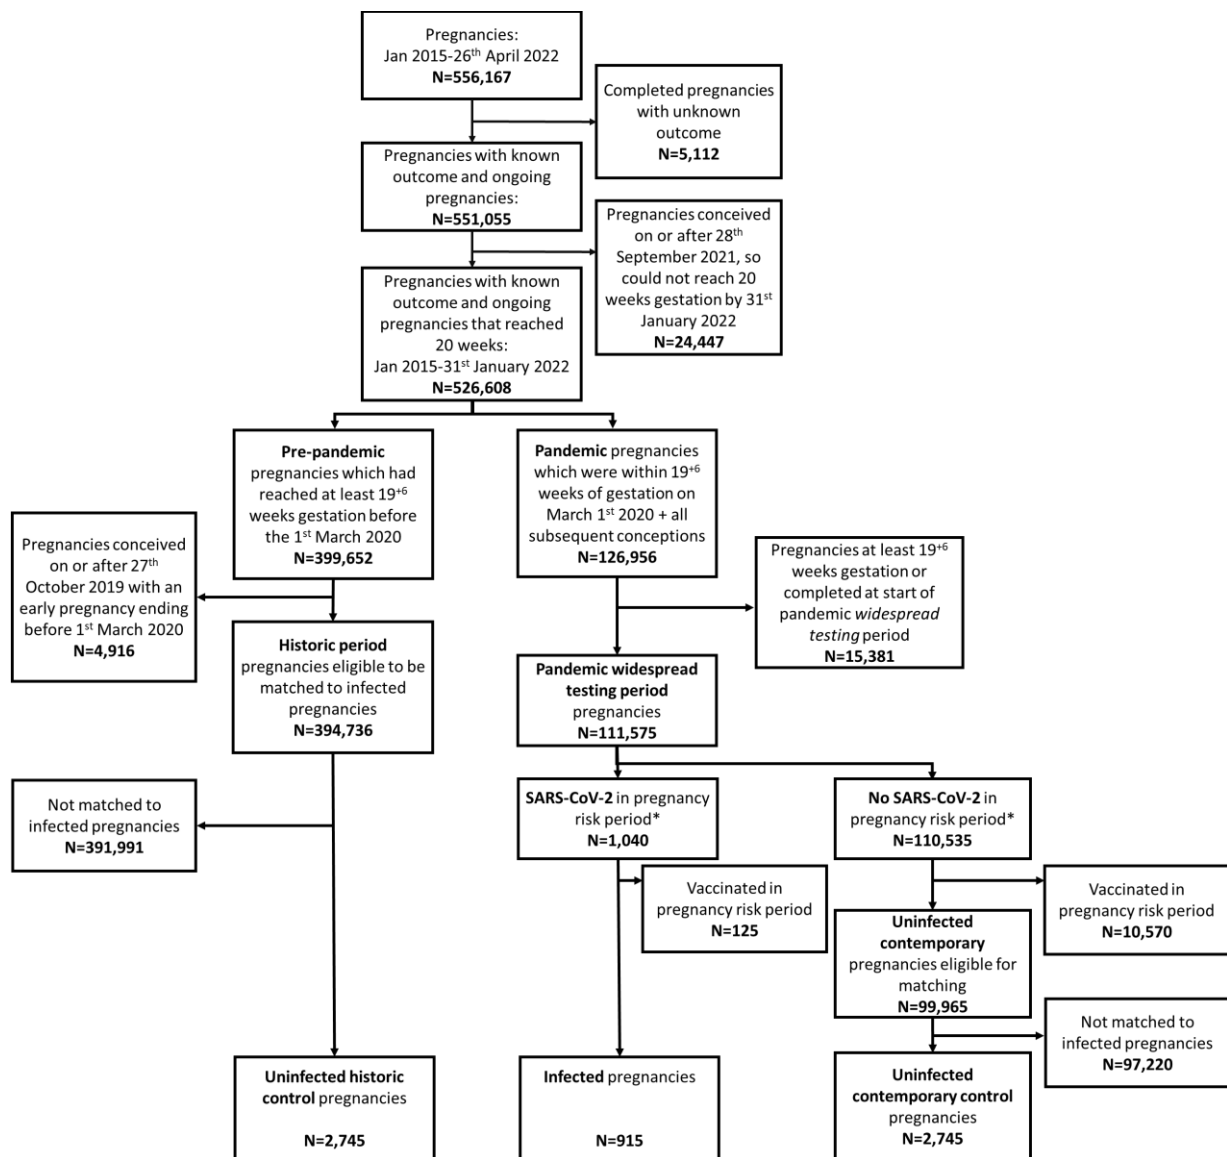 Pregnancies:
Jan 2015-26th April 2022
N=556,167
Completed pregnancies
with unknown
outcome
N=5,112
Pregnancies with known
outcome and ongoing
pregnancies:
N=551,055
Pregnancies conceived
on or after 28th
September 2021, so
could not reach 20
weeks gestation by 31st
January 2022
N=24,447
Pregnancies with known
outcome and ongoing
pregnancies that reached
20 weeks:
Jan 2015-31st January 2022
N=526,608
Pre-pandemic
pregnancies which had
reached at least 19+6
weeks gestation before
the 1st March 2020
N=399,652
Pandemic pregnancies
which were within 19+6
weeks of gestation on
March 1st 2020 + all
subsequent conceptions
N=126,956
Pregnancies conceived
on or after 27th
October 2019 with an
early pregnancy ending
before 1st March 2020
N=4,916
Pregnancies at least 19+6
weeks gestation or
completed at start of
pandemic widespread
testing period
N=15,381
Historic period
pregnancies eligible to be
matched to infected
pregnancies
N=394,736
Pandemic widespread
testing period
pregnancies
N=111,575
Not matched to
infected pregnancies
N=391,991
SARS-CoV-2 in pregnancy
risk period*
N=1,040
No SARS-CoV-2 in
pregnancy risk period*
N=110,535
Vaccinated in
pregnancy risk period
N=125
Vaccinated in
pregnancy risk period
N=10,570
Uninfected
contemporary
pregnancies eligible for
matching
N=99,965
Not matched to
infected pregnancies
N=97,220
Uninfected historic
control pregnancies
N=2,745
Infected pregnancies
N=915
Uninfected
contemporary control
pregnancies
N=2,745